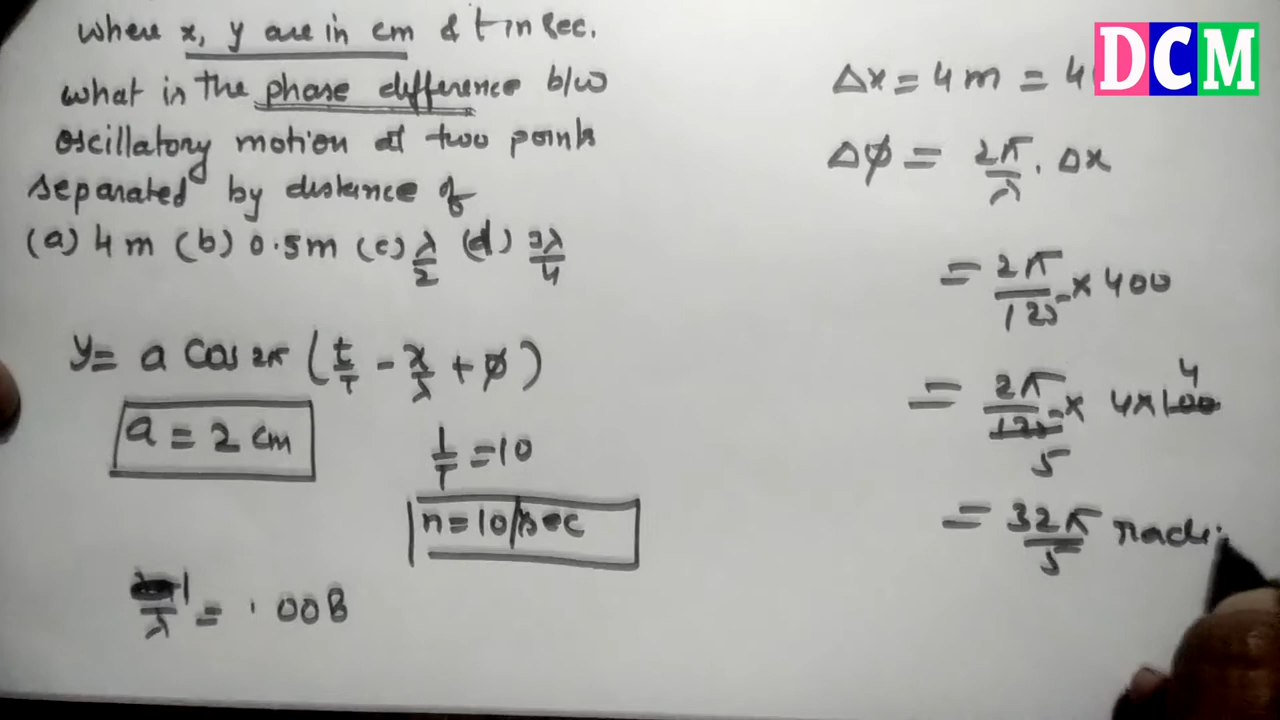 where x, y are in cm & t in sec.
what is the phase difference b/w
oscillatory motion at two points
separated by distance of
(a) 4 m (b) 0.5m (c) λ/2 (d) 3λ/4
y = a cos 2π (t/T - x/λ + φ)
a = 2 cm
1/T = 10
n = 10/sec
1/λ = .008
DCM
Δx = 4 m = 4
Δφ = 2π/λ . Δx
= 2π/125 × 400
= 2π/125 × 4×100
4
5
= 32π/5 radi